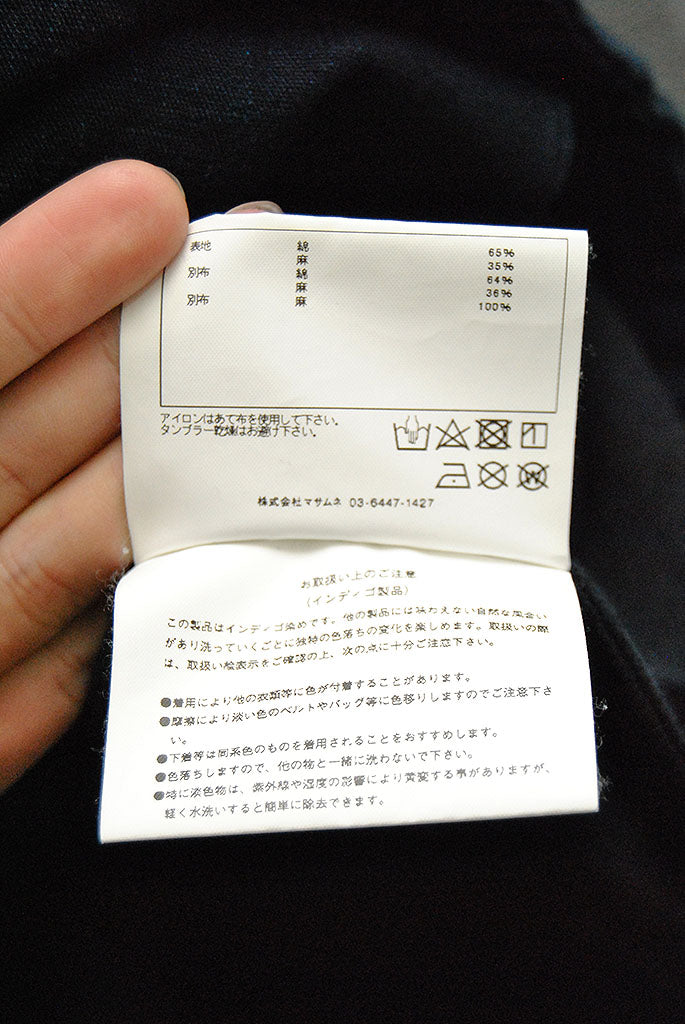 表地 綿 65%
麻 35%
別布 綿 64%
麻 36%
別布 麻 100%
アイロンはあて布を使用して下さい。
タンブラー乾燥はお避け下さい。
株式会社マサムネ 03-6447-1427
お取扱い上のご注意
(インディゴ製品)
この製品はインディゴ染めです。他の製品には味わえない自然な風合い
があり洗っていくごとに独特の色落ちの変化を楽しめます。取扱いの際
は、取扱い絵表示をご確認の上、次の点に十分ご注意下さい。
●着用により他の衣類等に色が付着することがあります。
●摩擦により淡い色のベルトやバッグ等に色移りしますのでご注意下さ
い。
●下着等は同系色のものを着用されることをおすすめします。
●色落ちしますので、他の物と一緒に洗わないで下さい。
●特に淡色物は、紫外線や湿度の影響により黄変する事がありますが、
軽く水洗いすると簡単に除去できます。